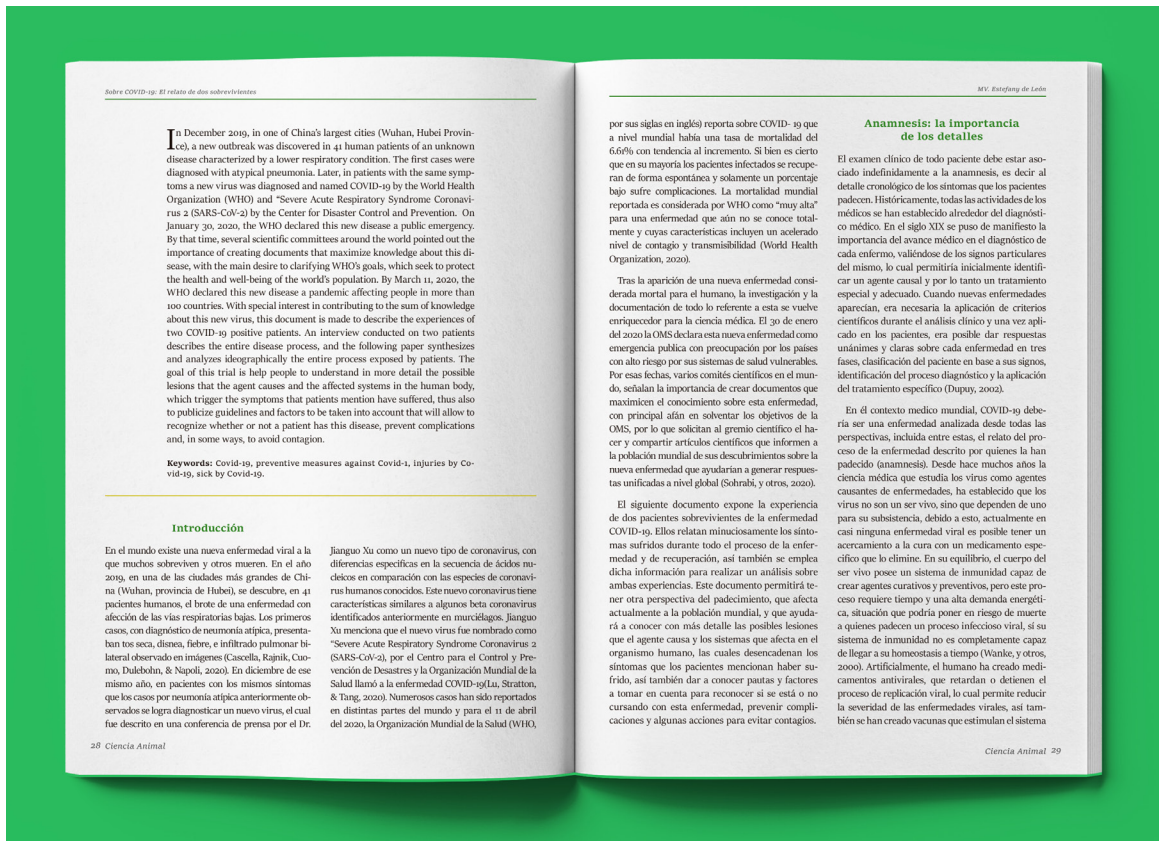 Sobre COVID-19: El relato de dos sobrevivientes
In December 2019, in one of China's largest cities (Wuhan, Hubei Provin-
ce), a new outbreak was discovered in 41 human patients of an unknown
disease characterized by a lower respiratory condition. The first cases were
diagnosed with atypical pneumonia. Later, in patients with the same symp-
toms a new virus was diagnosed and named COVID-19 by the World Health
Organization (WHO) and “Severe Acute Respiratory Syndrome Coronavi-
rus 2 (SARS-CoV-2) by the Center for Disaster Control and Prevention. On
January 30, 2020, the WHO declared this new disease a public emergency.
By that time, several scientific committees around the world pointed out the
importance of creating documents that maximize knowledge about this di-
sease, with the main desire to clarifying WHO's goals, which seek to protect
the health and well-being of the world's population. By March 11, 2020, the
WHO declared this new disease a pandemic affecting people in more than
100 countries. With special interest in contributing to the sum of knowledge
about this new virus, this document is made to describe the experiences of
two COVID-19 positive patients. An interview conducted on two patients
describes the entire disease process, and the following paper synthesizes
and analyzes ideographically the entire process exposed by patients. The
goal of this trial is help people to understand in more detail the possible
lesions that the agent causes and the affected systems in the human body,
which trigger the symptoms that patients mention have suffered, thus also
to publicize guidelines and factors to be taken into account that will allow to
recognize whether or not a patient has this disease, prevent complications
and, in some ways, to avoid contagion.
Keywords: Covid-19, preventive measures against Covid-1, injuries by Co-
vid-19, sick by Covid-19.
Introducción
En el mundo existe una nueva enfermedad viral a la
que muchos sobreviven y otros mueren. En el año
2019, en una de las ciudades más grandes de Chi-
na (Wuhan, provincia de Hubei), se descubre, en 41
pacientes humanos, el brote de una enfermedad con
afección de las vías respiratorias bajas. Los primeros
casos, con diagnóstico de neumonía atípica, presenta-
ban tos seca, disnea, fiebre, e infiltrado pulmonar bi-
lateral observado en imágenes (Cascella, Rajnik, Cuo-
mo, Dulebohn, & Napoli, 2020). En diciembre de ese
mismo año, en pacientes con los mismos síntomas
que los casos por neumonía atípica anteriormente ob-
servados se logra diagnosticar un nuevo virus, el cual
fue descrito en una conferencia de prensa por el Dr.
Jianguo Xu como un nuevo tipo de coronavirus, con
diferencias especificas en la secuencia de ácidos nu-
cleicos en comparación con las especies de coronavi-
rus humanos conocidos. Este nuevo coronavirus tiene
características similares a algunos beta coronavirus
identificados anteriormente en murciélagos. Jianguo
Xu menciona que el nuevo virus fue nombrado como
“Severe Acute Respiratory Syndrome Coronavirus 2
(SARS-CoV-2), por el Centro para el Control y Pre-
vención de Desastres y la Organización Mundial de la
Salud llamó a la enfermedad COVID-19(Lu, Stratton,
& Tang, 2020). Numerosos casos han sido reportados
en distintas partes del mundo y para el 11 de abril
del 2020, la Organización Mundial de la Salud (WHO,
28 Ciencia Animal
MV. Estefany de León
por sus siglas en inglés) reporta sobre COVID- 19 que
a nivel mundial había una tasa de mortalidad del
6.61% con tendencia al incremento. Si bien es cierto
que en su mayoría los pacientes infectados se recupe-
ran de forma espontánea y solamente un porcentaje
bajo sufre complicaciones. La mortalidad mundial
reportada es considerada por WHO como “muy alta”
para una enfermedad que aún no se conoce total-
mente y cuyas características incluyen un acelerado
nivel de contagio y transmisibilidad (World Health
Organization, 2020).
Tras la aparición de una nueva enfermedad consi-
derada mortal para el humano, la investigación y la
documentación de todo lo referente a esta se vuelve
enriquecedor para la ciencia médica. El 30 de enero
del 2020 la OMS declara esta nueva enfermedad como
emergencia publica con preocupación por los países
con alto riesgo por sus sistemas de salud vulnerables.
Por esas fechas, varios comités científicos en el mun-
do, señalan la importancia de crear documentos que
maximicen el conocimiento sobre esta enfermedad,
con principal afán en solventar los objetivos de la
OMS, por lo que solicitan al gremio científico el ha-
cer y compartir artículos científicos que informen a
la población mundial de sus descubrimientos sobre la
nueva enfermedad que ayudarían a generar respues-
tas unificadas a nivel global (Sohrabi, y otros, 2020).
El siguiente documento expone la experiencia
de dos pacientes sobrevivientes de la enfermedad
COVID-19. Ellos relatan minuciosamente los sínto-
mas sufridos durante todo el proceso de la enfer-
medad y de recuperación, así también se emplea
dicha información para realizar un análisis sobre
ambas experiencias. Este documento permitirá te-
ner otra perspectiva del padecimiento, que afecta
actualmente a la población mundial, y que ayuda-
rá a conocer con más detalle las posibles lesiones
que el agente causa y los sistemas que afecta en el
organismo humano, las cuales desencadenan los
síntomas que los pacientes mencionan haber su-
frido, así también dar a conocer pautas y factores
a tomar en cuenta para reconocer si se está o no
cursando con esta enfermedad, prevenir compli-
caciones y algunas acciones para evitar contagios.
Anamnesis: la importancia
de los detalles
El examen clínico de todo paciente debe estar aso-
ciado indefinidamente a la anamnesis, es decir al
detalle cronológico de los síntomas que los pacientes
padecen. Históricamente, todas las actividades de los
médicos se han establecido alrededor del diagnósti-
co médico. En el siglo XIX se puso de manifiesto la
importancia del avance médico en el diagnóstico de
cada enfermo, valiéndose de los signos particulares
del mismo, lo cual permitiría inicialmente identifi-
car un agente causal y por lo tanto un tratamiento
especial y adecuado. Cuando nuevas enfermedades
aparecían, era necesaria la aplicación de criterios
científicos durante el análisis clínico y una vez apli-
cado en los pacientes, era posible dar respuestas
unánimes y claras sobre cada enfermedad en tres
fases, clasificación del paciente en base a sus signos,
identificación del proceso diagnóstico y la aplicación
del tratamiento específico (Dupuy, 2002).
En él contexto medico mundial, COVID-19 debe-
ría ser una enfermedad analizada desde todas las
perspectivas, incluida entre estas, el relato del pro-
ceso de la enfermedad descrito por quienes la han
padecido (anamnesis). Desde hace muchos años la
ciencia médica que estudia los virus como agentes
causantes de enfermedades, ha establecido que los
virus no son un ser vivo, sino que dependen de uno
para su subsistencia, debido a esto, actualmente en
casi ninguna enfermedad viral es posible tener un
acercamiento a la cura con un medicamento espe-
cifico que lo elimine. En su equilibrio, el cuerpo del
ser vivo posee un sistema de inmunidad capaz de
crear agentes curativos y preventivos, pero este pro-
ceso requiere tiempo y una alta demanda energéti-
ca, situación que podría poner en riesgo de muerte
a quienes padecen un proceso infeccioso viral, sí su
sistema de inmunidad no es completamente capaz
de llegar a su homeostasis a tiempo (Wanke, y otros,
2000). Artificialmente, el humano ha creado medi-
camentos antivirales, que retardan o detienen el
proceso de replicación viral, lo cual permite reducir
la severidad de las enfermedades virales, así tam-
bién se han creado vacunas que estimulan el sistema
Ciencia Animal 29